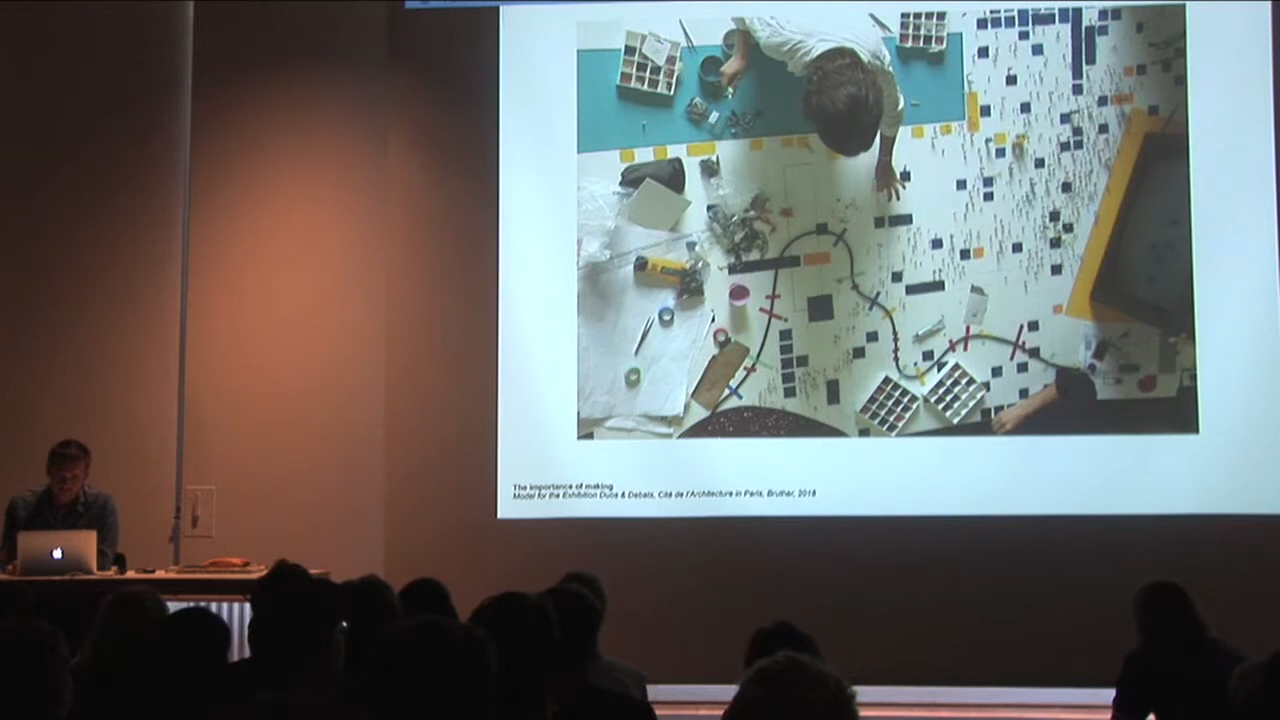 The importance of making
Model for the Exhibition Duos & Debats, Cité de l'Architecture in Paris, Bruther, 2018